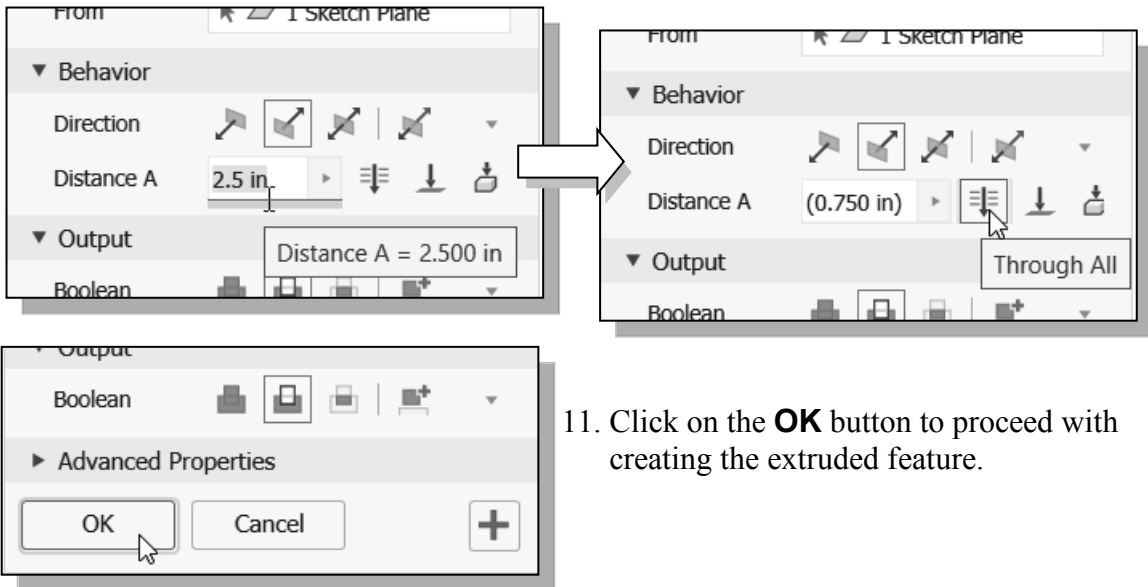 From 1 Sketch Plane
▼ Behavior
Direction
Distance A 2.5 in
▼ Output
Distance A = 2.500 in
Boolean
From 1 Sketch Plane
▼ Behavior
Direction
Distance A (0.750 in)
▼ Output
Through All
Boolean
Output
Boolean
► Advanced Properties
OK Cancel +
11. Click on the OK button to proceed with
creating the extruded feature.